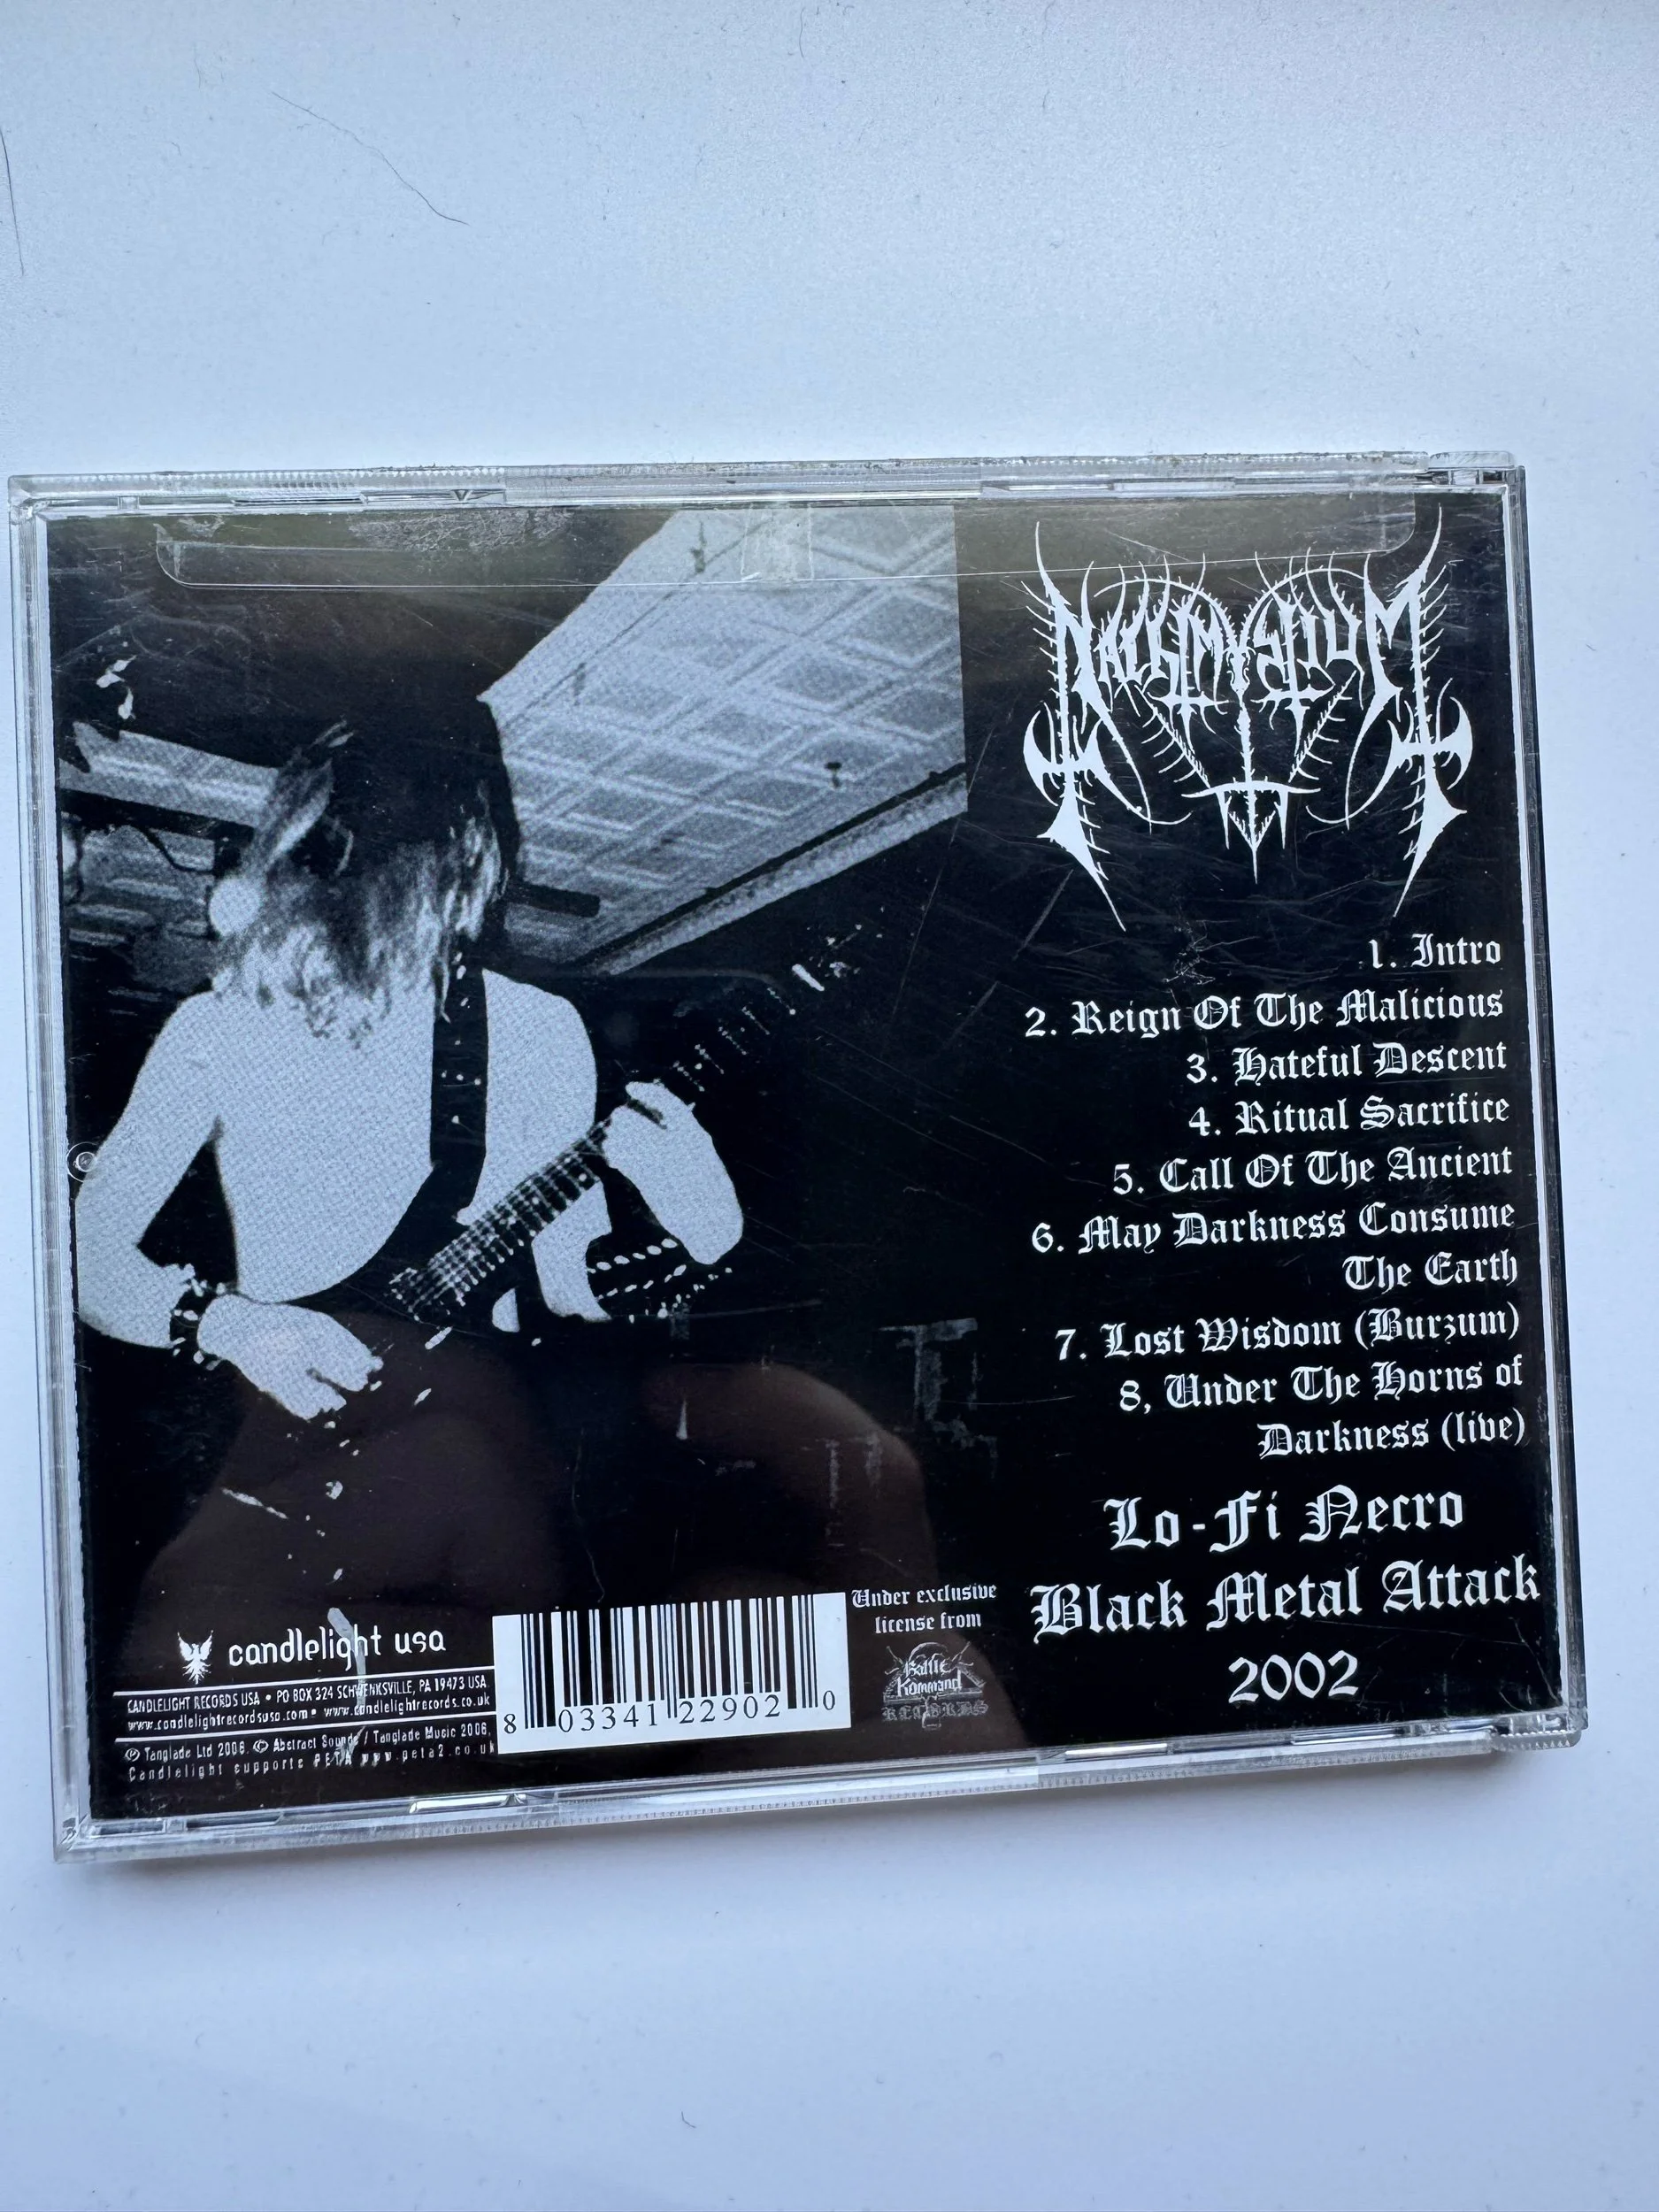 NACHTMYSTIUM
1. Intro
2. Reign Of The Malicious
3. Hateful Descent
4. Ritual Sacrifice
5. Call Of The Ancient
6. May Darkness Consume
The Earth
7. Lost Wisdom (Burzum)
8, Under The Horns of
Darkness (live)
Lo-Fi Necro
Black Metal Attack
2002
Under exclusive
license from
Battle
Kommand
RECORDS
candlelight usa
CANDLELIGHT RECORDS USA • PO BOX 324 SCHWENKSVILLE, PA 19473 USA
www.candlelightrecordsusa.com • www.candlelightrecords.co.uk
℗ Tanglade Ltd 2006. © Abstract Sounds / Tanglade Music 2006.
Candlelight supports PETA www.peta2.co.uk
8 03341 22902 0